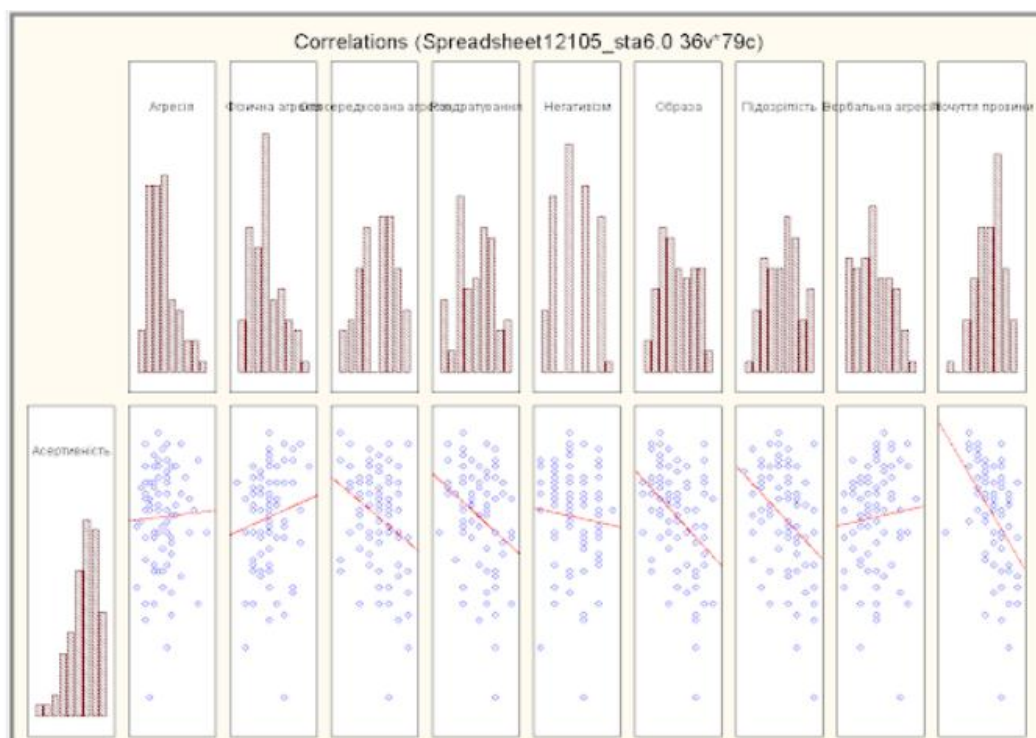 Correlations (Spreadsheet12105_sta6.0 36v*79c)
Агресія
Фізична агресія
Опосередкована агресія
Роздратування
Негативізм
Образа
Підозрілість
Вербальна агресія
Почуття провини
Асертивність